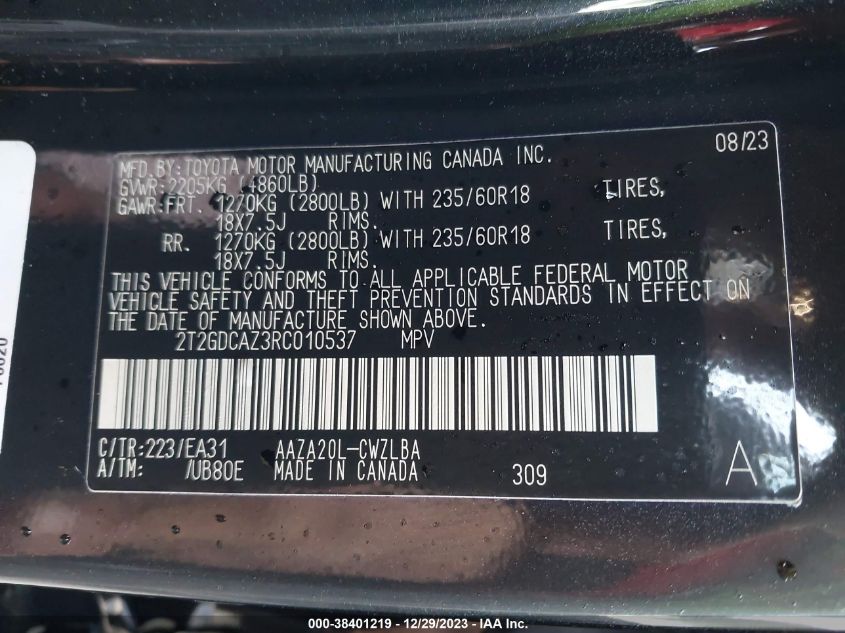 MFD.BY:TOYOTA MOTOR MANUFACTURING CANADA INC. 08/23
GVWR:2205KG (4860LB)
GAWR:FRT. 1270KG (2800LB) WITH 235/60R18 TIRES,
18X7.5J RIMS.
RR. 1270KG (2800LB) WITH 235/60R18 TIRES,
18X7.5J RIMS.
THIS VEHICLE CONFORMS TO ALL APPLICABLE FEDERAL MOTOR
VEHICLE SAFETY AND THEFT PREVENTION STANDARDS IN EFFECT ON
THE DATE OF MANUFACTURE SHOWN ABOVE.
2T2GDCAZ3RC010537 MPV
C/TR:223/EA31 AAZA20L-CWZLBA
A/TM: /UB80E MADE IN CANADA 309 A
000-38401219 - 12/29/2023 - IAA Inc.